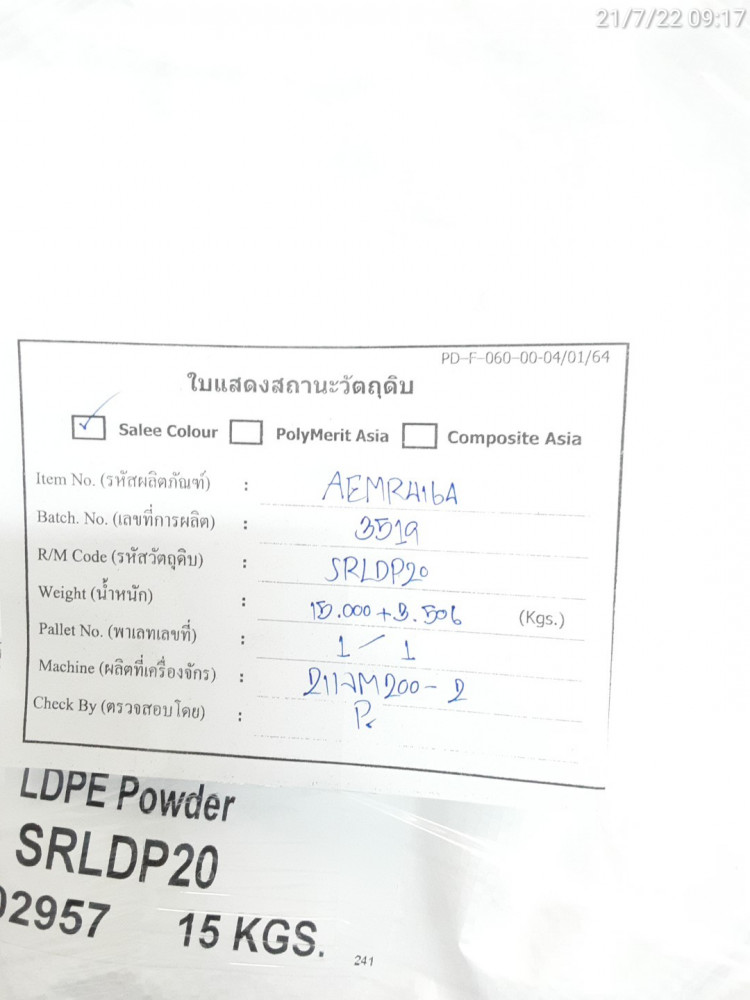 21/7/22 09:17
PD-F-060-00-04/01/64
ใบแสดงสถานะวัตถุดิบ
Salee Colour PolyMerit Asia Composite Asia
Item No. (รหัสผลิตภัณฑ์) : AEMR416A
Batch. No. (เลขที่การผลิต) : 3519
R/M Code (รหัสวัตถุดิบ) : SRLDP20
Weight (น้ำหนัก) : 15.000 + 3.506 (Kgs.)
Pallet No. (พาเลทเลขที่) : 1 / 1
Machine (ผลิตที่เครื่องจักร) : M200-2
Check By (ตรวจสอบโดย) :
LDPE Powder
SRLDP20
02957 15 KGS.
241